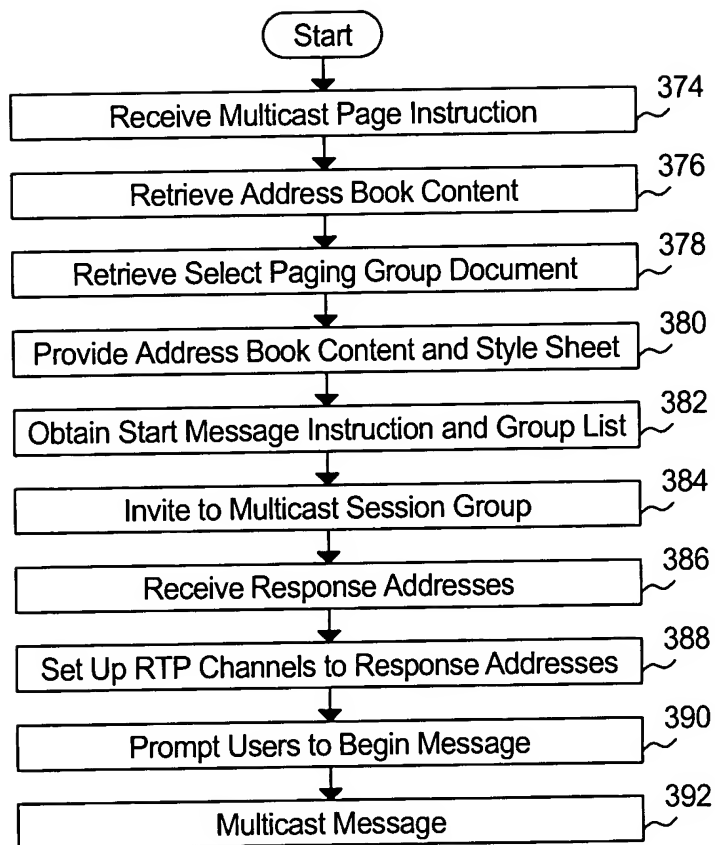 Start
374
Receive Multicast Page Instruction
376
Retrieve Address Book Content
378
Retrieve Select Paging Group Document
380
Provide Address Book Content and Style Sheet
382
Obtain Start Message Instruction and Group List
384
Invite to Multicast Session Group
386
Receive Response Addresses
388
Set Up RTP Channels to Response Addresses
390
Prompt Users to Begin Message
392
Multicast Message